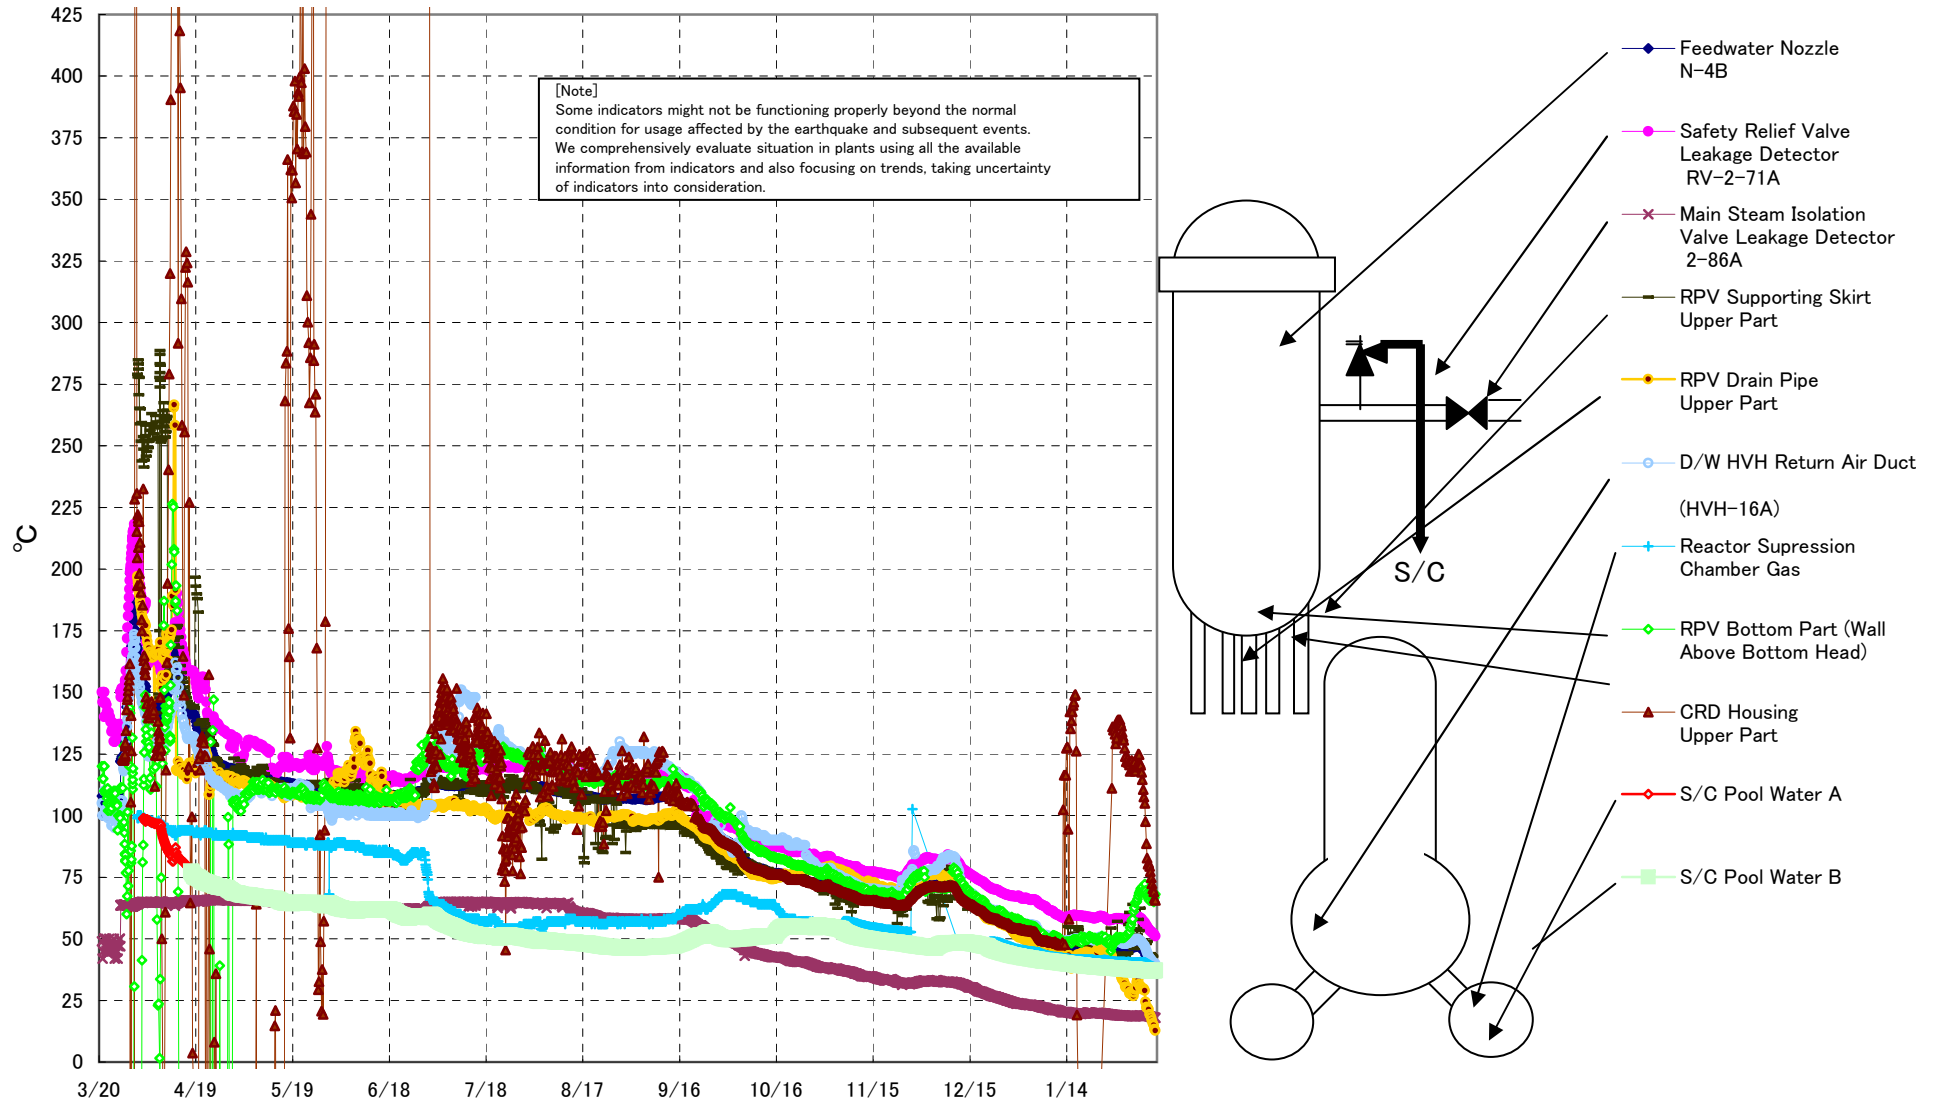 425
400
375
350
325
300
275
250
225
200
175
150
125
100
75
50
25
0
℃
3/20
4/19
5/19
6/18
7/18
8/17
9/16
10/16
11/15
12/15
1/14
[Note]
Some indicators might not be functioning properly beyond the normal
condition for usage affected by the earthquake and subsequent events.
We comprehensively evaluate situation in plants using all the available
information from indicators and also focusing on trends, taking uncertainty
of indicators into consideration.
S/C
Feedwater Nozzle
N-4B
Safety Relief Valve
Leakage Detector
RV-2-71A
Main Steam Isolation
Valve Leakage Detector
2-86A
RPV Supporting Skirt
Upper Part
RPV Drain Pipe
Upper Part
D/W HVH Return Air Duct
(HVH-16A)
Reactor Supression
Chamber Gas
RPV Bottom Part (Wall
Above Bottom Head)
CRD Housing
Upper Part
S/C Pool Water A
S/C Pool Water B